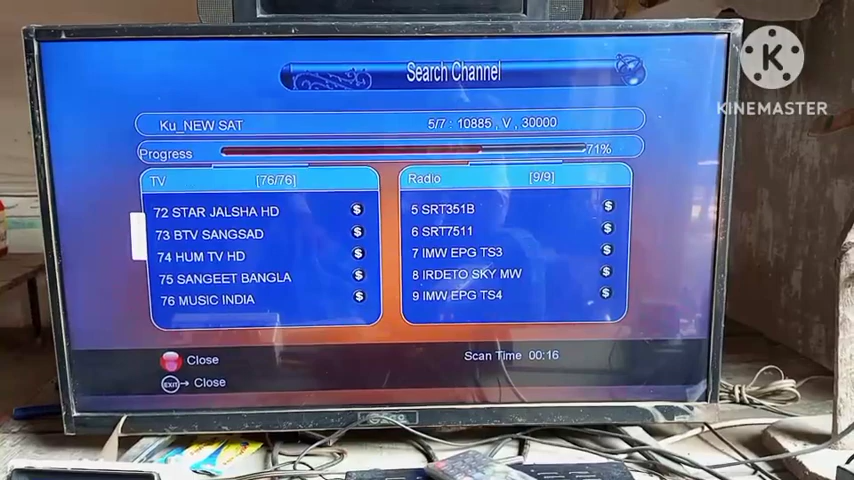 Search Channel
KINEMASTER
Ku_NEW SAT 5/7 : 10885 , V , 30000
Progress 71%
TV [76/76]
72 STAR JALSHA HD $
73 BTV SANGSAD $
74 HUM TV HD $
75 SANGEET BANGLA $
76 MUSIC INDIA $
Radio [9/9]
5 SRT351B $
6 SRT7511 $
7 IMW EPG TS3 $
8 IRDETO SKY MW $
9 IMW EPG TS4 $
Close
Scan Time 00:16
EXIT Close